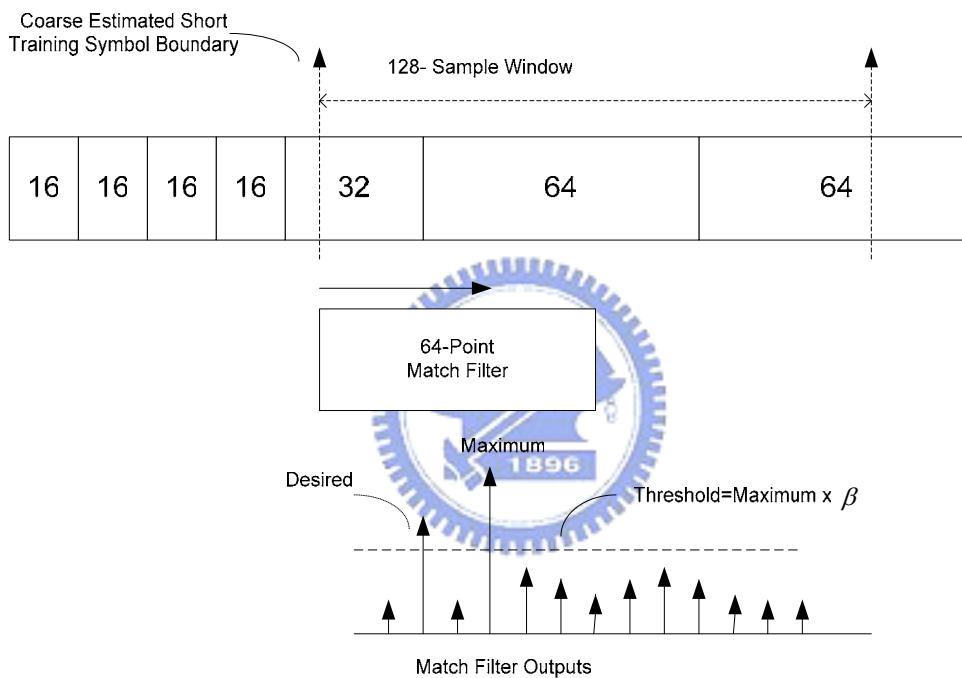 Coarse Estimated Short
Training Symbol Boundary
128- Sample Window
16 16 16 16 32 64 64
64-Point
Match Filter
Maximum
1896
Desired
Threshold=Maximum x β
Match Filter Outputs